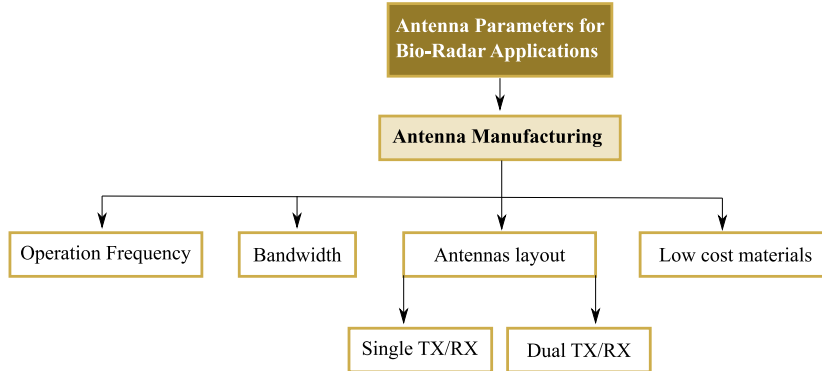 Antenna Parameters for
Bio-Radar Applications
Antenna Manufacturing
Operation Frequency
Bandwidth
Antennas layout
Low cost materials
Single TX/RX
Dual TX/RX